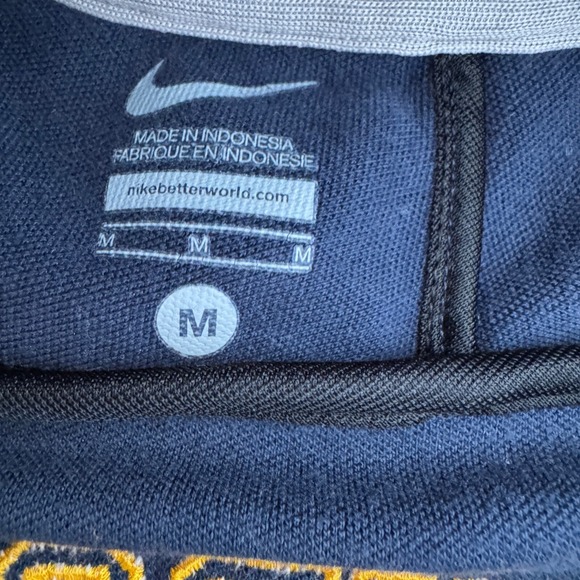 MADE IN INDONESIA
FABRIQUE EN INDONESIE
nikebetterworld.com
M M M
M